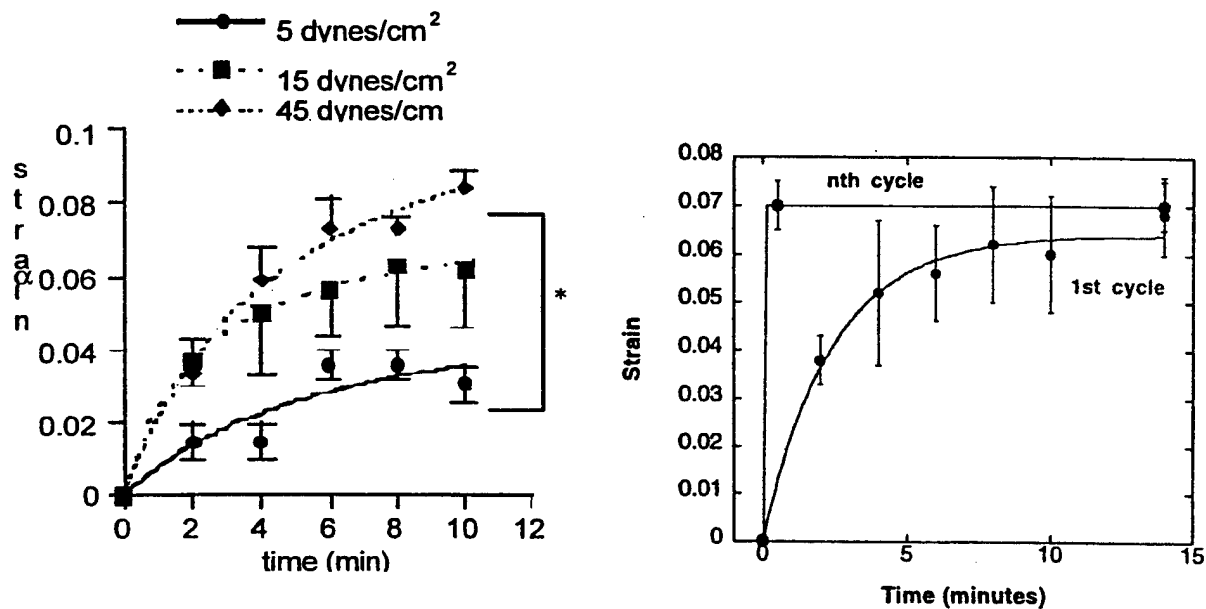 5 dynes/cm²
15 dynes/cm²
45 dynes/cm
strain
0.1
0.08
0.06
0.04
0.02
0
0 2 4 6 8 10 12
time (min)
*
0.08
0.07
0.06
0.05
0.04
0.03
0.02
0.01
0
nth cycle
1st cycle
Strain
0 5 10 15
Time (minutes)